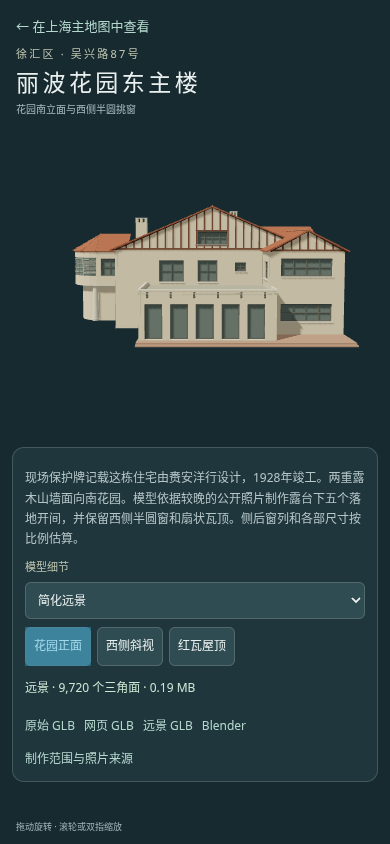 ← 在上海主地图中查看
徐汇区 · 吴兴路87号
丽波花园东主楼
花园南立面与西侧半圆挑窗
现场保护牌记载这栋住宅由赉安洋行设计，1928年竣工。两重露
木山墙面向南花园。模型依据较晚的公开照片制作露台下五个落
地开间，并保留西侧半圆窗和扇状瓦顶。侧后窗列和各部尺寸按
比例估算。
模型细节
简化远景
花园正面 西侧斜视 红瓦屋顶
远景 · 9,720 个三角面 · 0.19 MB
原始 GLB 网页 GLB 远景 GLB Blender
制作范围与照片来源
拖动旋转 · 滚轮或双指缩放